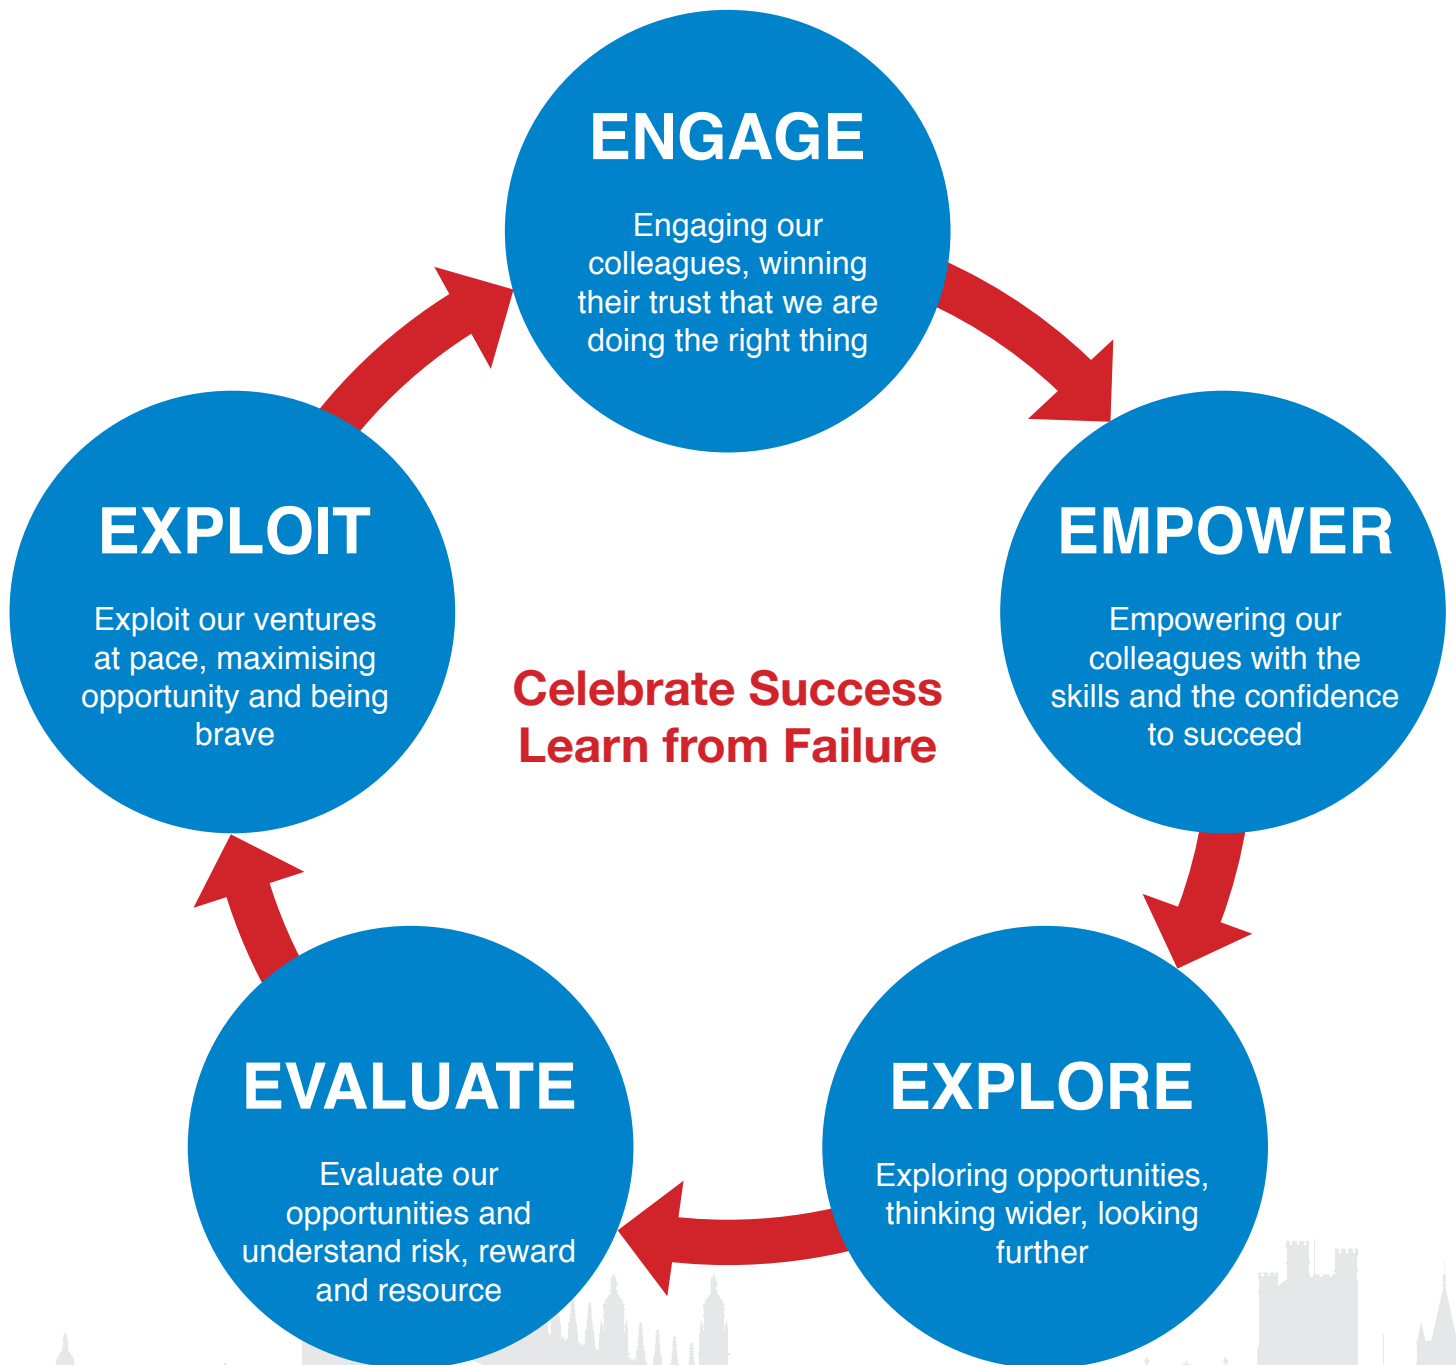 ENGAGE
Engaging our
colleagues, winning
their trust that we are
doing the right thing
EMPOWER
Empowering our
colleagues with the
skills and the confidence
to succeed
EXPLORE
Exploring opportunities,
thinking wider, looking
further
EVALUATE
Evaluate our
opportunities and
understand risk, reward
and resource
EXPLOIT
Exploit our ventures
at pace, maximising
opportunity and being
brave
Celebrate Success
Learn from Failure